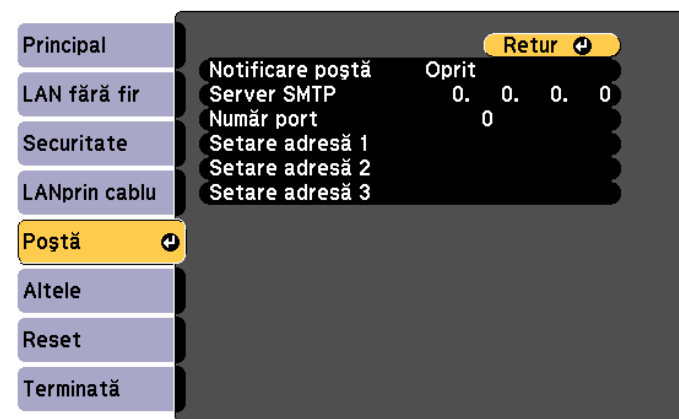 Principal
LAN fără fir
Securitate
LANprin cablu
Poştă
Altele
Reset
Terminată
Retur
Notificare poştă Oprit
Server SMTP 0. 0. 0. 0
Număr port 0
Setare adresă 1
Setare adresă 2
Setare adresă 3